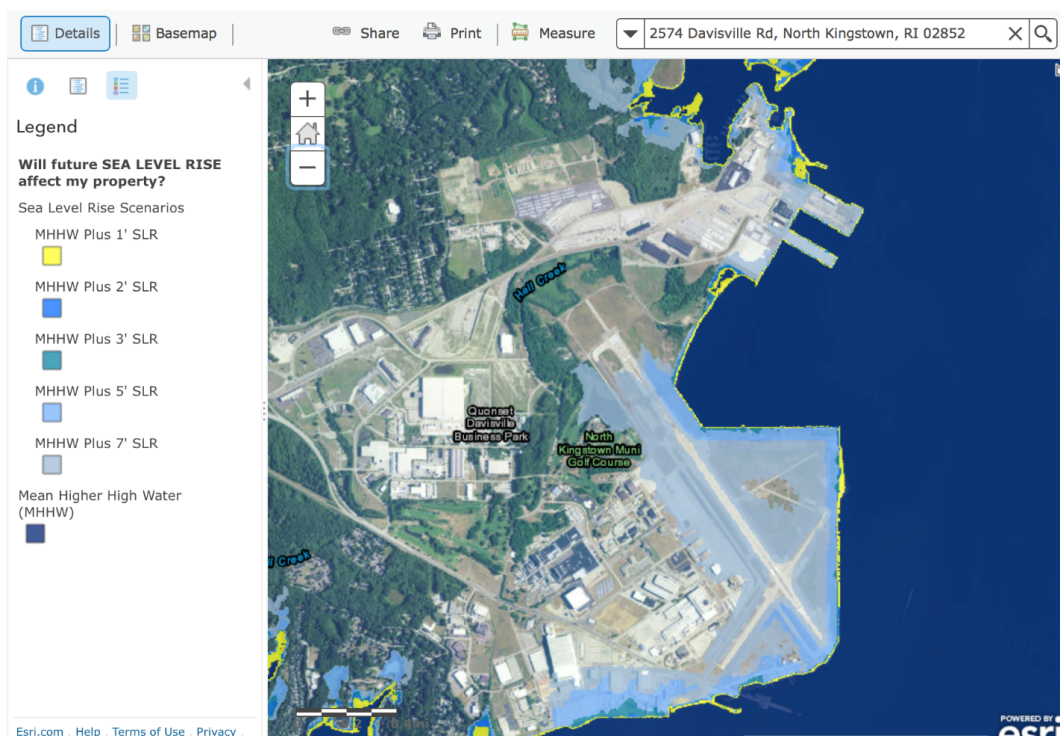 Details
Basemap
Share
Print
Measure
2574 Davisville Rd, North Kingstown, RI 02852
Legend
Will future SEA LEVEL RISE
affect my property?
Sea Level Rise Scenarios
MHHW Plus 1' SLR
MHHW Plus 2' SLR
MHHW Plus 3' SLR
MHHW Plus 5' SLR
MHHW Plus 7' SLR
Mean Higher High Water
(MHHW)
Hall Creek
Quonset
Davisville
Business Park
North
Kingstown Muni
Golf Course
Creek
POWERED BY
esri
Esri.com . Help . Terms of Use . Privacy .